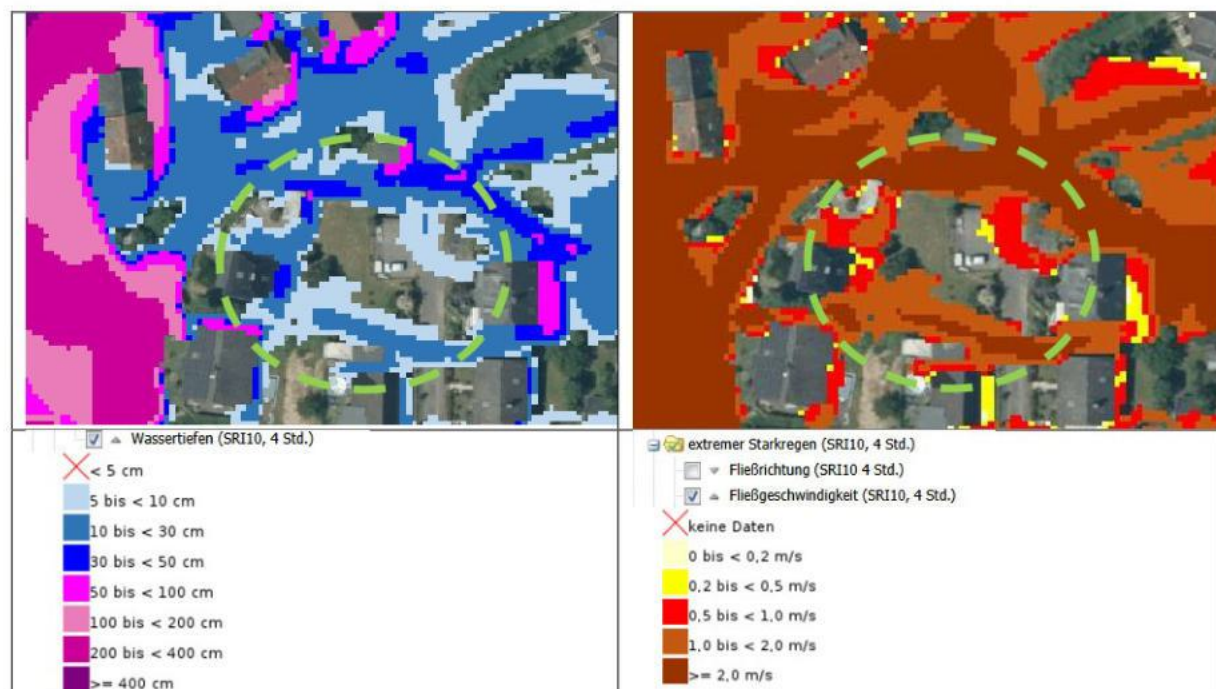 Wassertiefen (SRI10, 4 Std.)
< 5 cm
5 bis < 10 cm
10 bis < 30 cm
30 bis < 50 cm
50 bis < 100 cm
100 bis < 200 cm
200 bis < 400 cm
>= 400 cm
extremer Starkregen (SRI10, 4 Std.)
Fließrichtung (SRI10 4 Std.)
Fließgeschwindigkeit (SRI10, 4 Std.)
keine Daten
0 bis < 0,2 m/s
0,2 bis < 0,5 m/s
0,5 bis < 1,0 m/s
1,0 bis < 2,0 m/s
>= 2,0 m/s